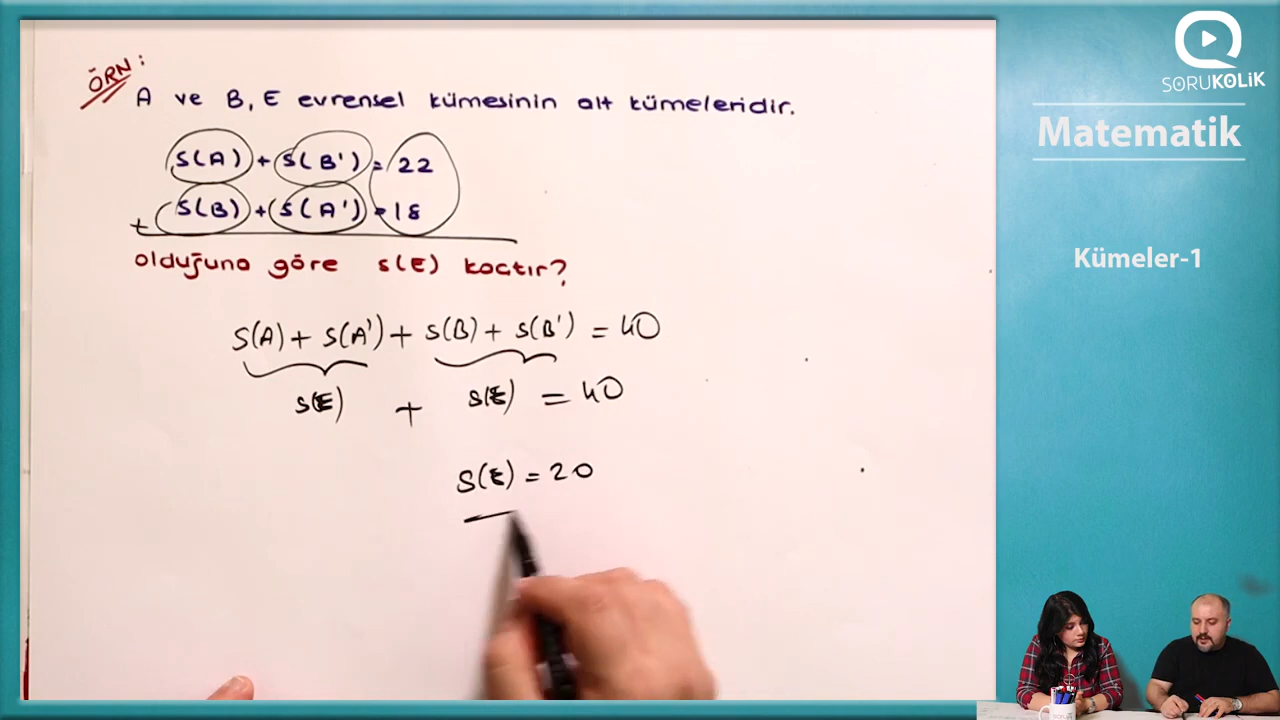 ÖRN:
A ve B, E evrensel kümesinin alt kümeleridir.
s(A) + s(B') = 22
+ s(B) + s(A') = 18
olduğuna göre s(E) kaçtır?
S(A) + S(A') + S(B) + S(B') = 40
S(E) + S(E) = 40
S(E) = 20
SORUKOLİK
Matematik
Kümeler-1